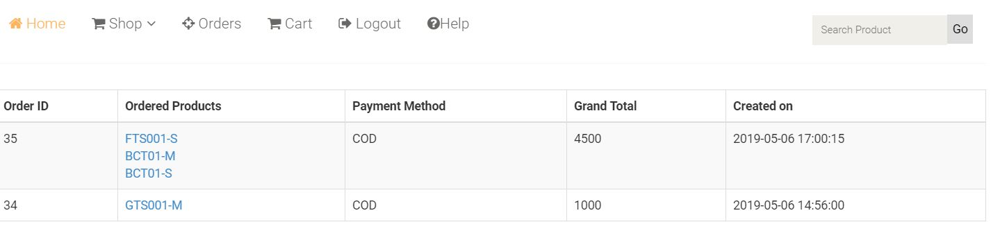 Home Shop Orders Cart Logout Help
Search Product Go
Order ID Ordered Products Payment Method Grand Total Created on
35 FTS001-S COD 4500 2019-05-06 17:00:15
BCT01-M
BCT01-S
34 GTS001-M COD 1000 2019-05-06 14:56:00